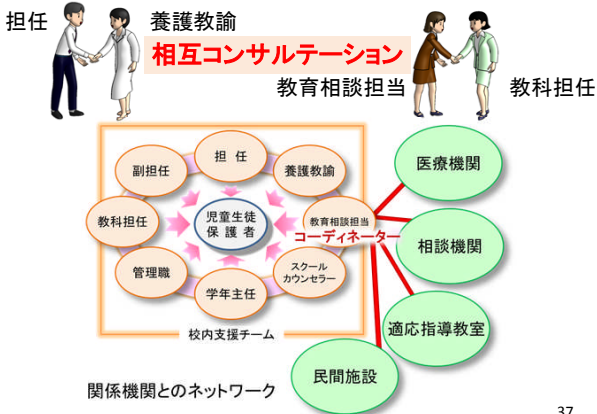 担任
養護教諭
相互コンサルテーション
教育相談担当
教科担任
担 任
副担任
養護教諭
教科担任
児童生徒
保 護 者
教育相談担当
コーディネーター
管理職
スクール
カウンセラー
学年主任
校内支援チーム
医療機関
相談機関
適応指導教室
民間施設
関係機関とのネットワーク
37